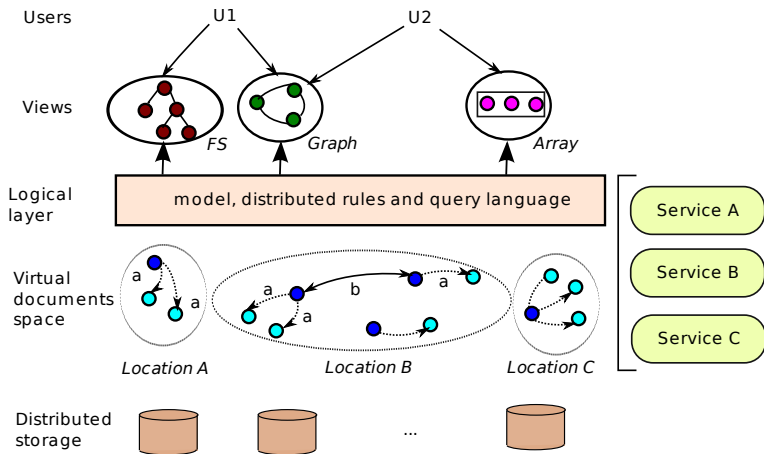 Users
U1
U2
Views
FS
Graph
Array
Logical
layer
model, distributed rules and query language
Service A
Service B
Service C
Virtual
documents
space
a
a
a
a
b
a
Location A
Location B
Location C
Distributed
storage
...